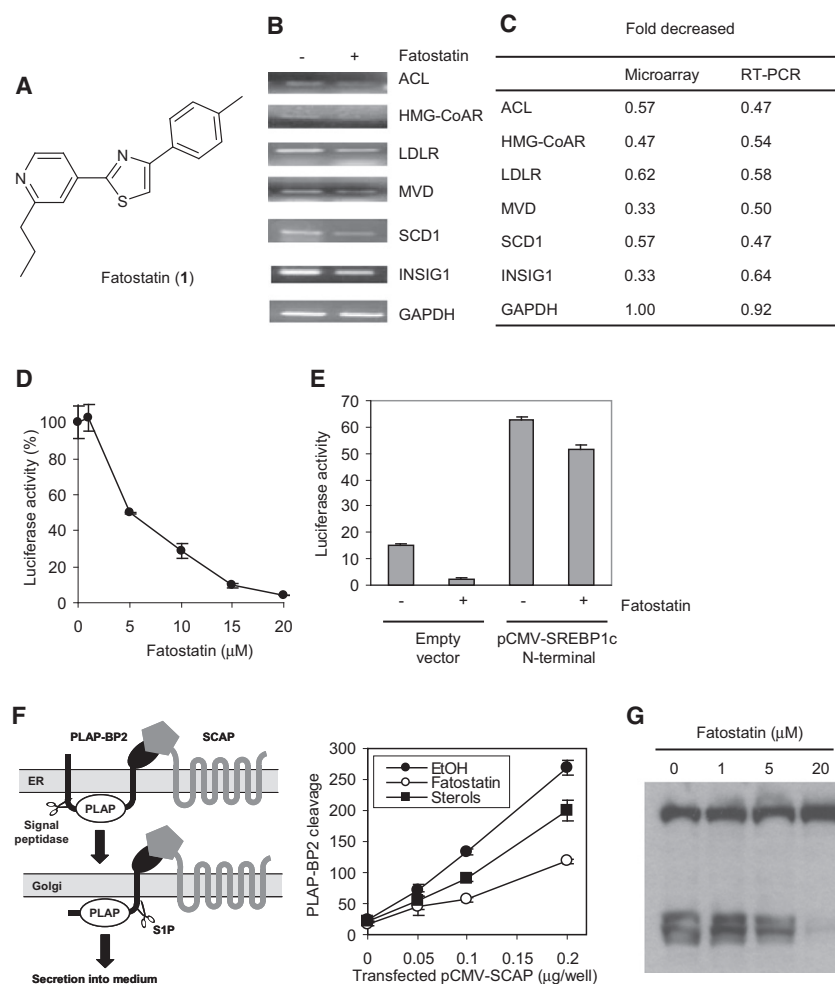 A
N
N
S
Fatostatin (1)
B
- + Fatostatin
ACL
HMG-CoAR
LDLR
MVD
SCD1
INSIG1
GAPDH
C
Fold decreased
Microarray RT-PCR
ACL 0.57 0.47
HMG-CoAR 0.47 0.54
LDLR 0.62 0.58
MVD 0.33 0.50
SCD1 0.57 0.47
INSIG1 0.33 0.64
GAPDH 1.00 0.92
D
Luciferase activity (%)
100
80
60
40
20
0
0 5 10 15 20
Fatostatin (μM)
E
Luciferase activity
70
60
50
40
30
20
10
0
- + - + Fatostatin
Empty
vector
pCMV-SREBP1c
N-terminal
F
PLAP-BP2 SCAP
ER
PLAP
Signal
peptidase
Golgi
PLAP
S1P
Secretion into medium
PLAP-BP2 cleavage
300
250
200
150
100
50
0
EtOH
Fatostatin
Sterols
0 0.05 0.1 0.15 0.2
Transfected pCMV-SCAP (μg/well)
G
Fatostatin (μM)
0 1 5 20